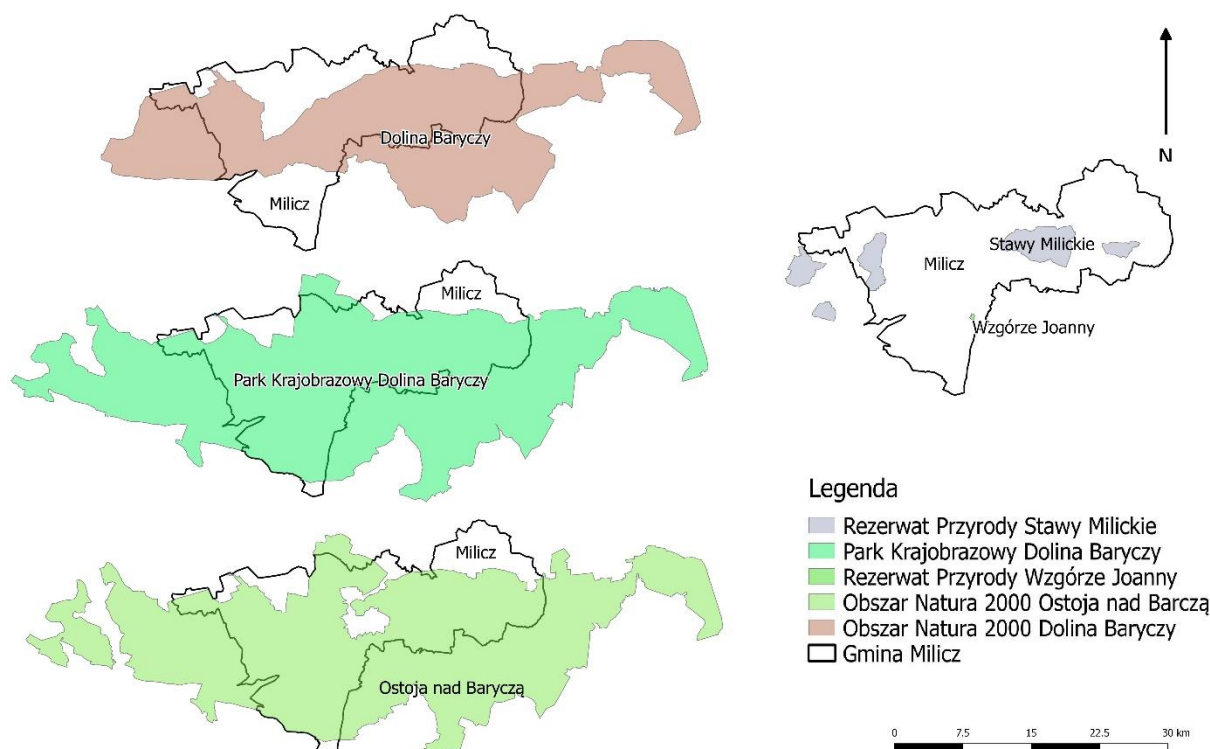 Dolina Baryczy
Milicz
Milicz
Park Krajobrazowy Dolina Baryczy
Milicz
Ostoja nad Baryczą
N
Stawy Milickie
Milicz
Wzgórze Joanny
Legenda
Rezerwat Przyrody Stawy Milickie
Park Krajobrazowy Dolina Baryczy
Rezerwat Przyrody Wzgórze Joanny
Obszar Natura 2000 Ostoja nad Barczą
Obszar Natura 2000 Dolina Baryczy
Gmina Milicz
0 7.5 15 22.5 30 km